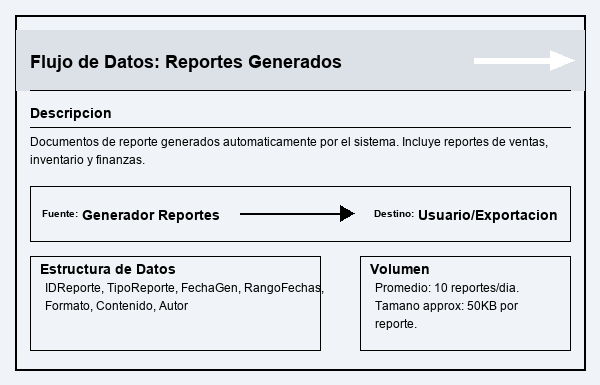 Flujo de Datos: Reportes Generados
Descripcion
Documentos de reporte generados automaticamente por el sistema. Incluye reportes de ventas,
inventario y finanzas.
Fuente: Generador Reportes
Destino: Usuario/Exportacion
Estructura de Datos
IDReporte, TipoReporte, FechaGen, RangoFechas,
Formato, Contenido, Autor
Volumen
Promedio: 10 reportes/dia.
Tamano approx: 50KB por
reporte.